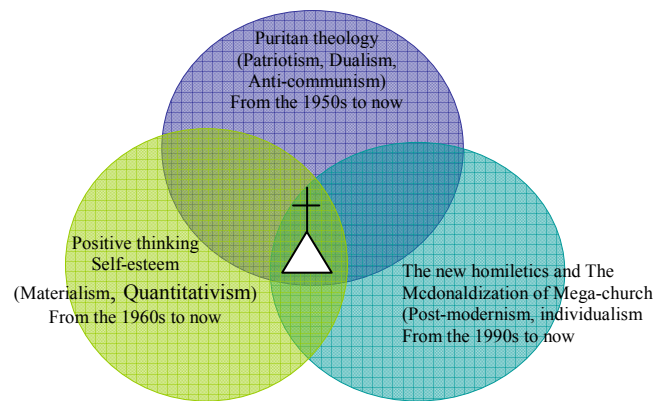 Puritan theology
(Patriotism, Dualism,
Anti-communism)
From the 1950s to now
Positive thinking
Self-esteem
(Materialism, Quantitativism)
From the 1960s to now
The new homiletics and The
Mcdonaldization of Mega-church
(Post-modernism, individualism
From the 1990s to now